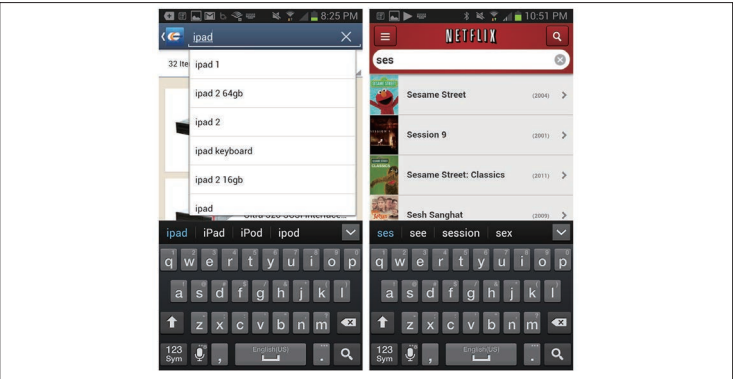 8:25 PM
ipad
32 Ite
ipad 1
ipad 2 64gb
ipad 2
ipad keyboard
ipad 2 16gb
ipad
ipad iPad iPod ipod
q w e r t y u i o p
a s d f g h j k l
z x c v b n m
123
Sym
,
English(US)
.
10:51 PM
NETFLIX
ses
Sesame Street (2004)
Session 9 (2001)
Sesame Street: Classics (2011)
Sesh Sanghat (2009)
ses see session sex
q w e r t y u i o p
a s d f g h j k l
z x c v b n m
123
Sym
,
English(US)
.